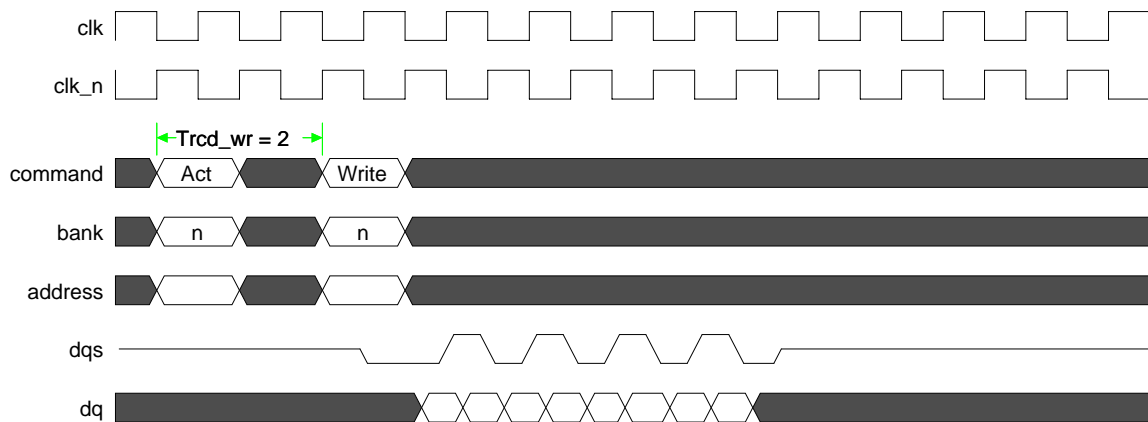 clk
clk_n
Trcd_wr = 2
command Act Write
bank n n
address
dqs
dq